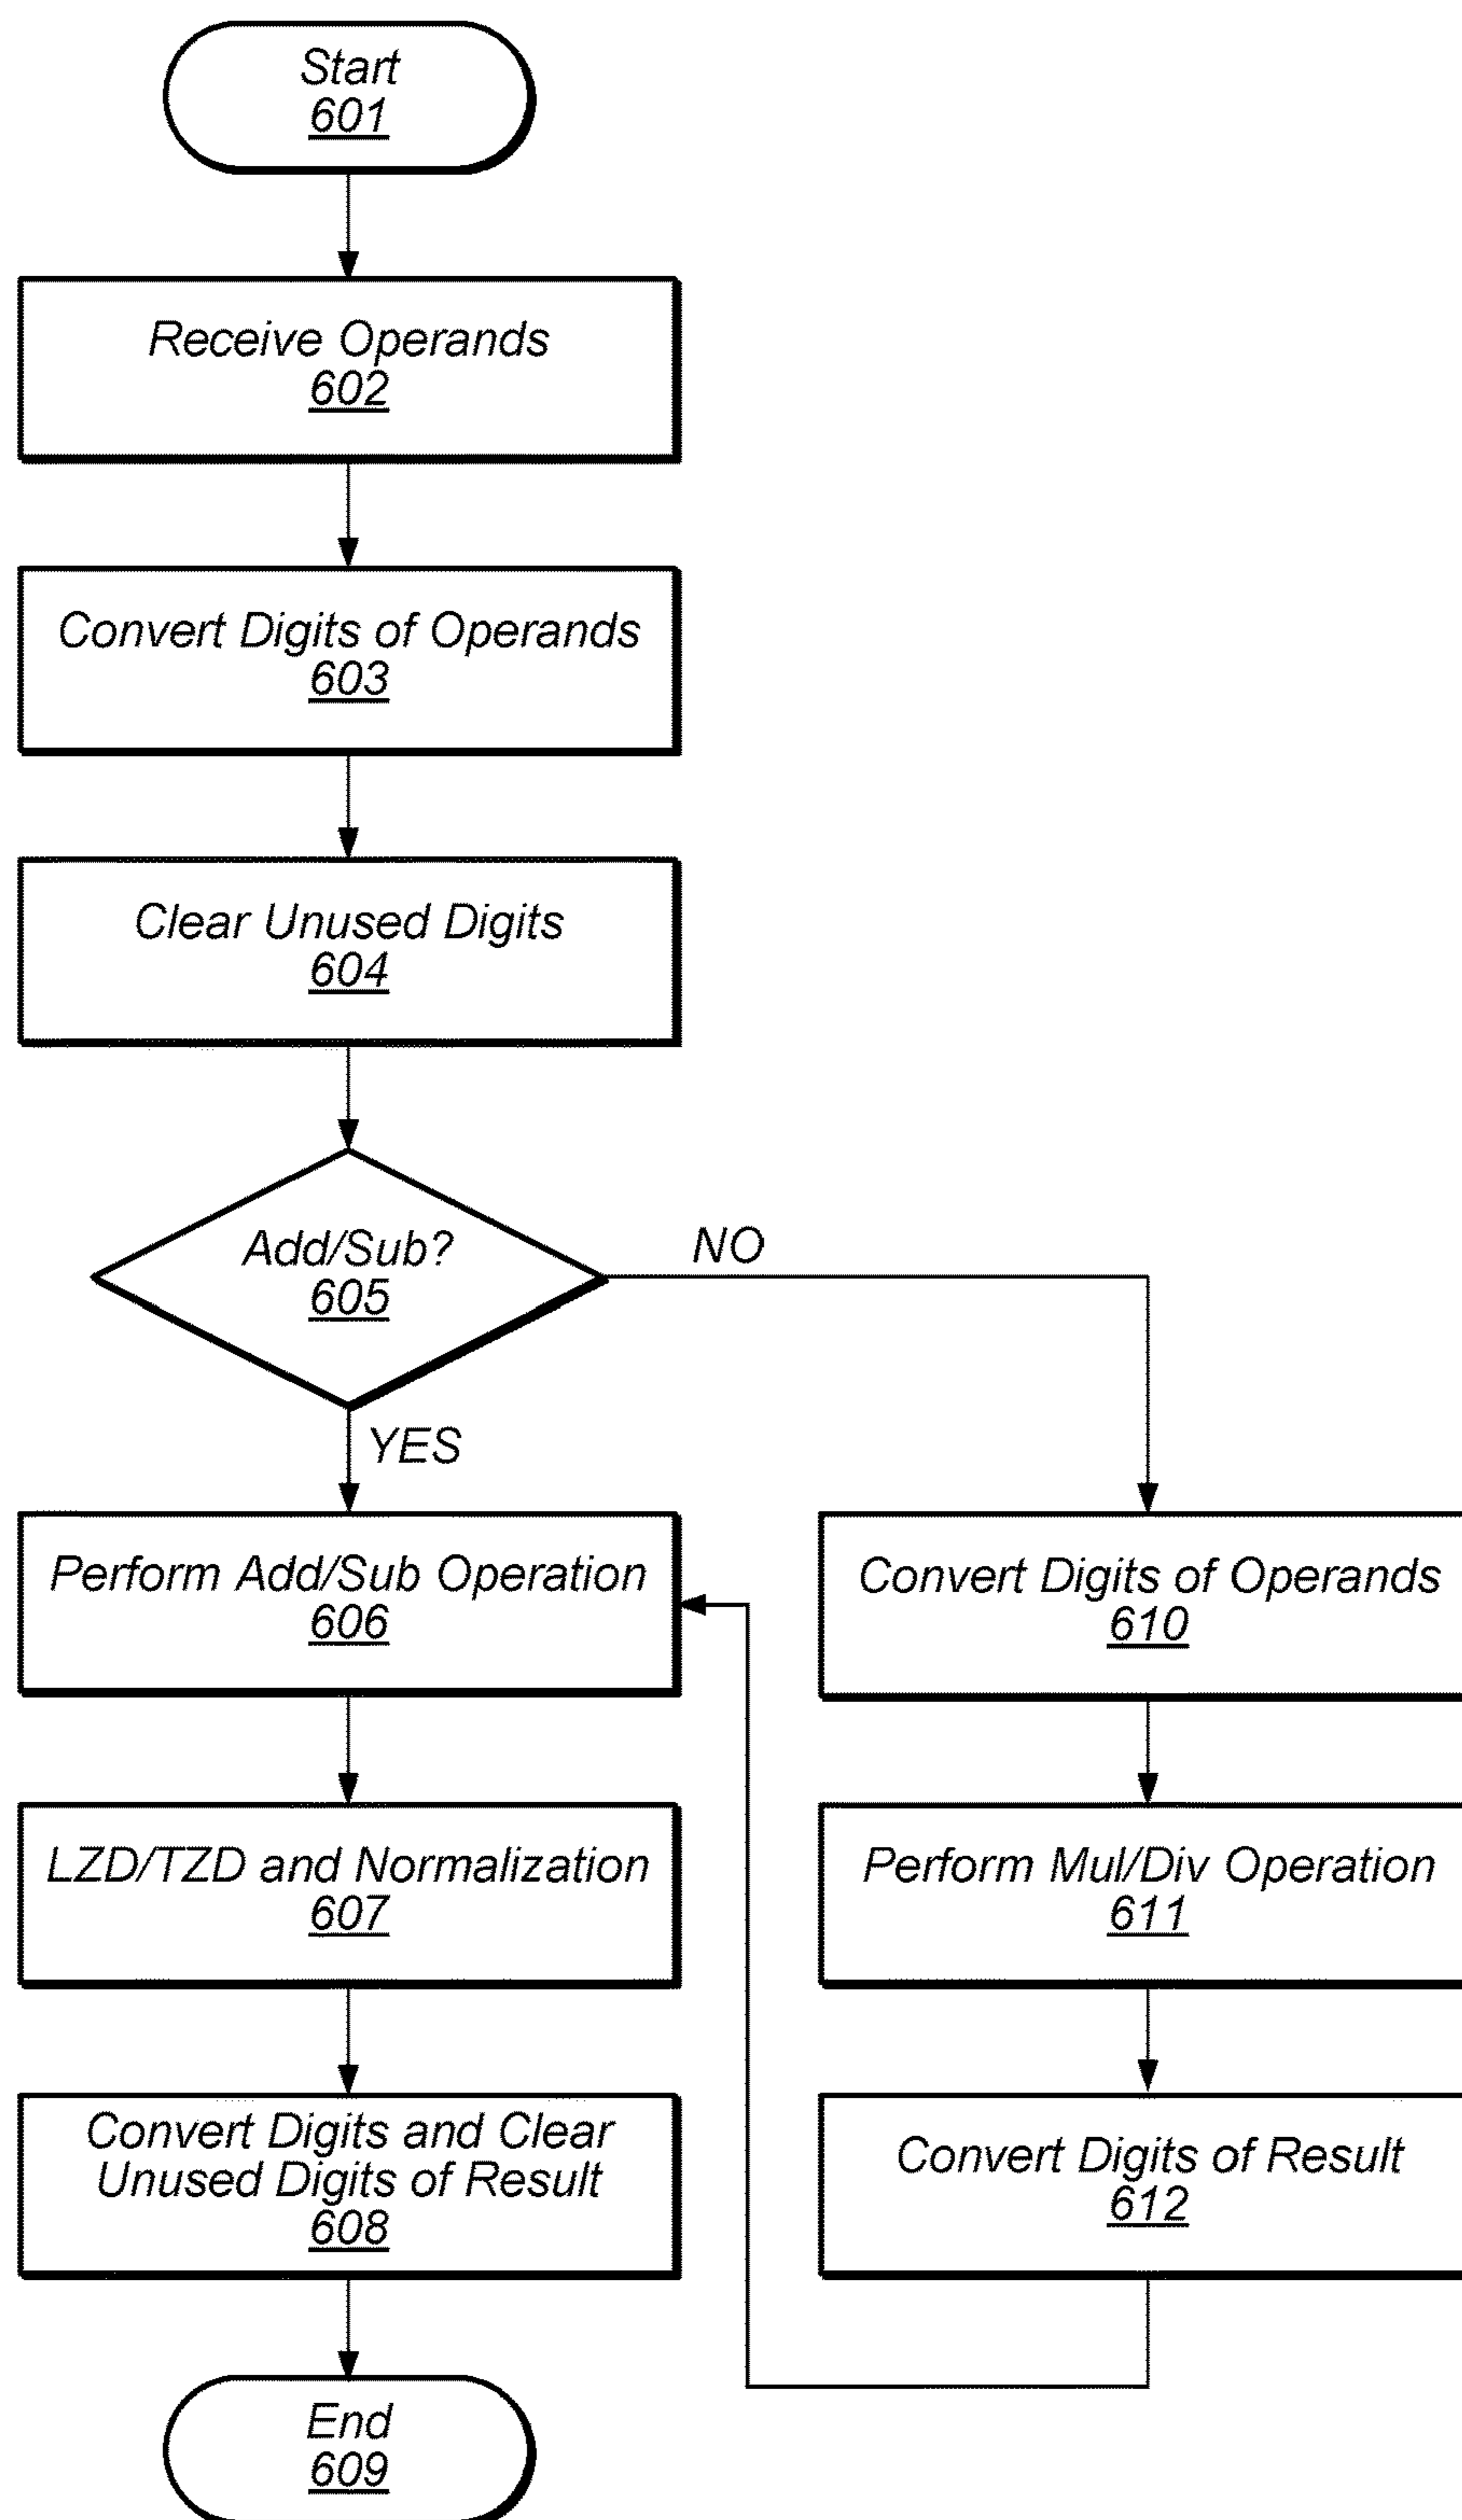 Start
601
Receive Operands
602
Convert Digits of Operands
603
Clear Unused Digits
604
Add/Sub?
605
NO
YES
Perform Add/Sub Operation
606
LZD/TZD and Normalization
607
Convert Digits and Clear
Unused Digits of Result
608
End
609
Convert Digits of Operands
610
Perform Mul/Div Operation
611
Convert Digits of Result
612